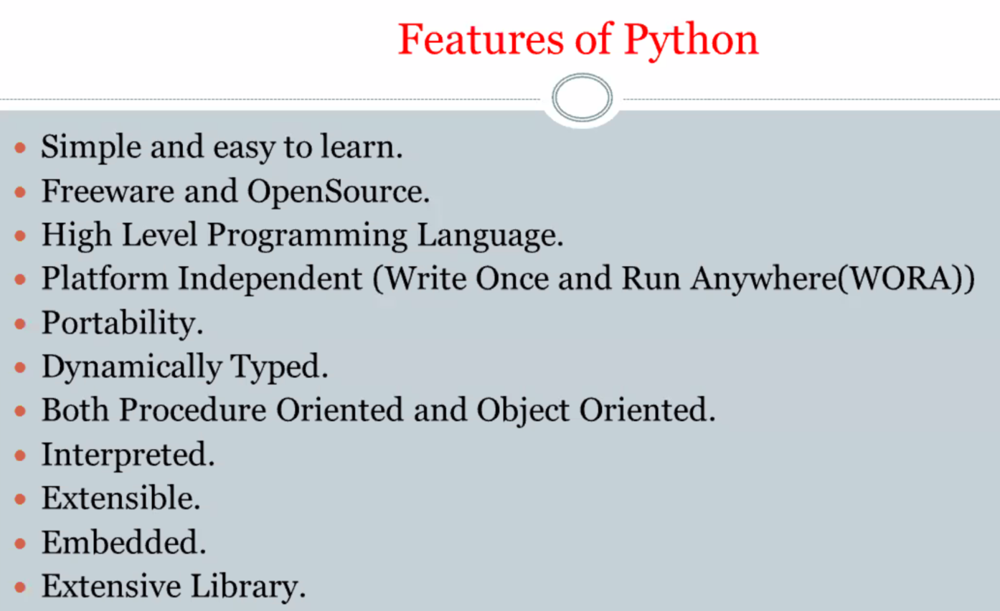 Features of Python
• Simple and easy to learn.
• Freeware and OpenSource.
• High Level Programming Language.
• Platform Independent (Write Once and Run Anywhere(WORA))
• Portability.
• Dynamically Typed.
• Both Procedure Oriented and Object Oriented.
• Interpreted.
• Extensible.
• Embedded.
• Extensive Library.